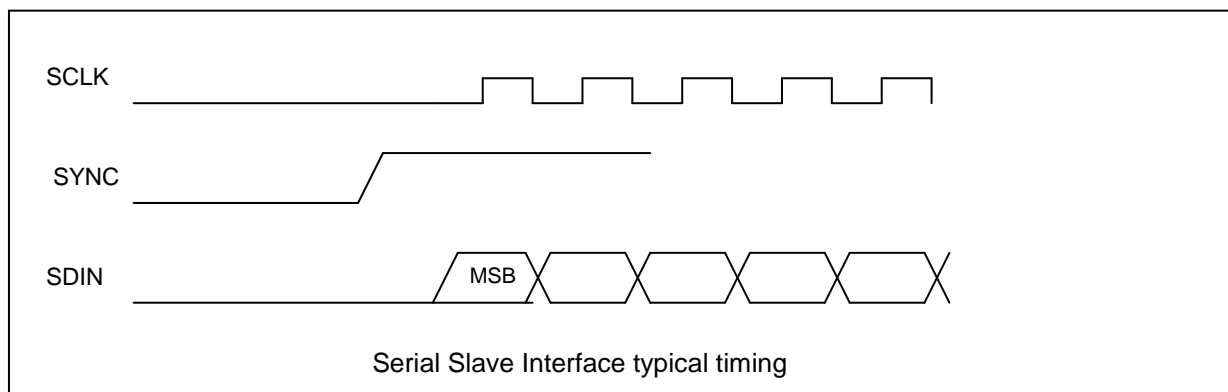 SCLK
SYNC
SDIN
MSB
Serial Slave Interface typical timing